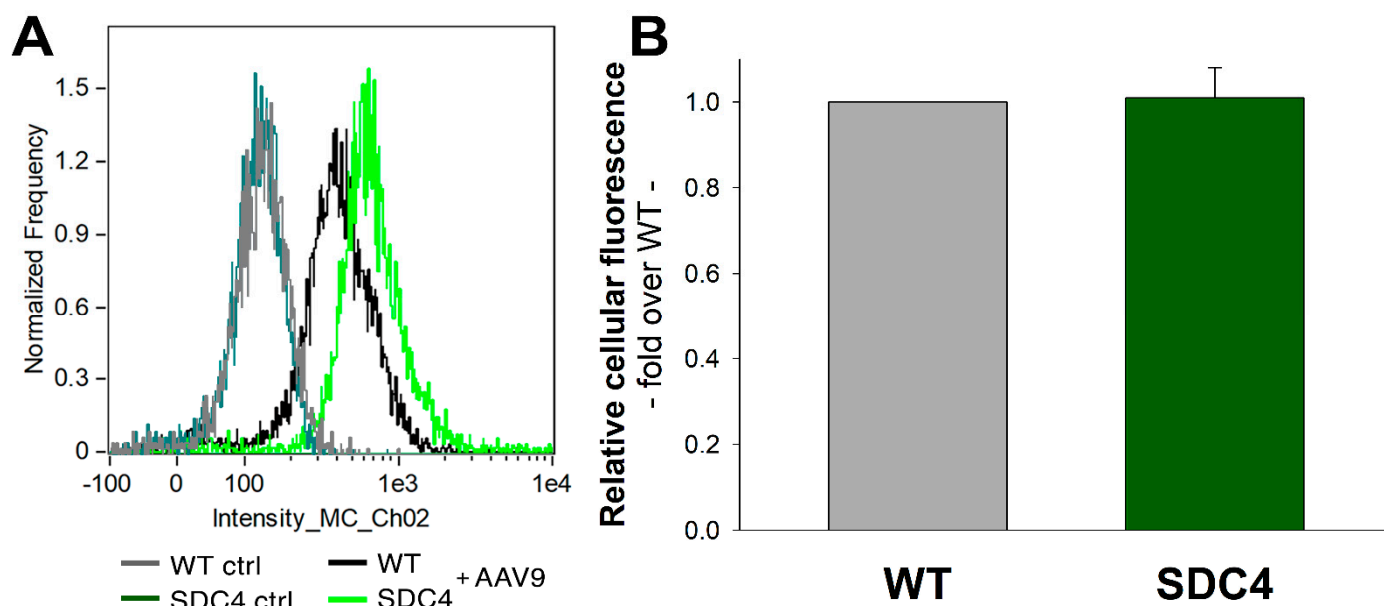 A
Normalized Frequency
1.5
1.2
0.9
0.6
0.3
0
-100 0 100 1e3 1e4
Intensity_MC_Ch02
WT ctrl WT
SDC4 ctrl SDC4
+ AAV9
B
Relative cellular fluorescence
- fold over WT -
1.0
0.8
0.6
0.4
0.2
0.0
WT SDC4